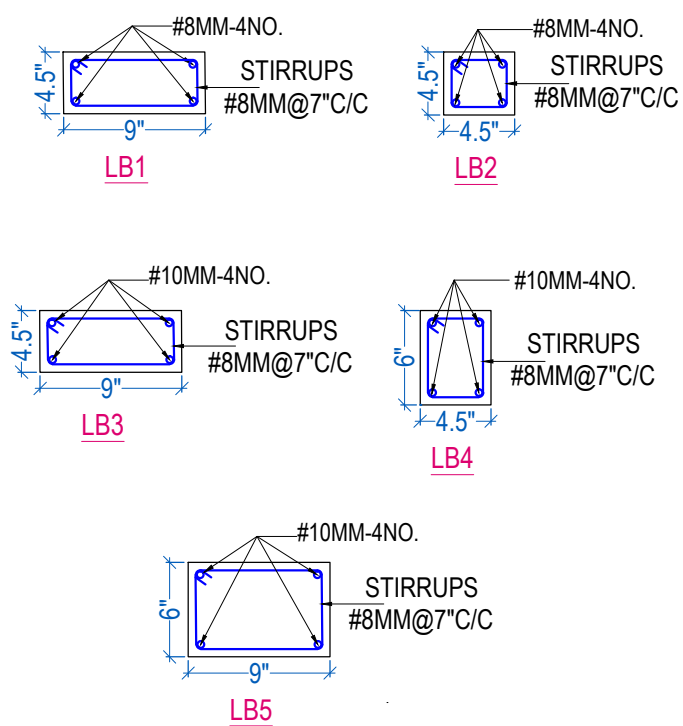 #8MM-4NO.
4.5"
STIRRUPS
#8MM@7"C/C
9"
LB1
#8MM-4NO.
4.5"
STIRRUPS
#8MM@7"C/C
4.5"
LB2
#10MM-4NO.
4.5"
STIRRUPS
#8MM@7"C/C
9"
LB3
#10MM-4NO.
6"
STIRRUPS
#8MM@7"C/C
4.5"
LB4
#10MM-4NO.
6"
STIRRUPS
#8MM@7"C/C
9"
LB5